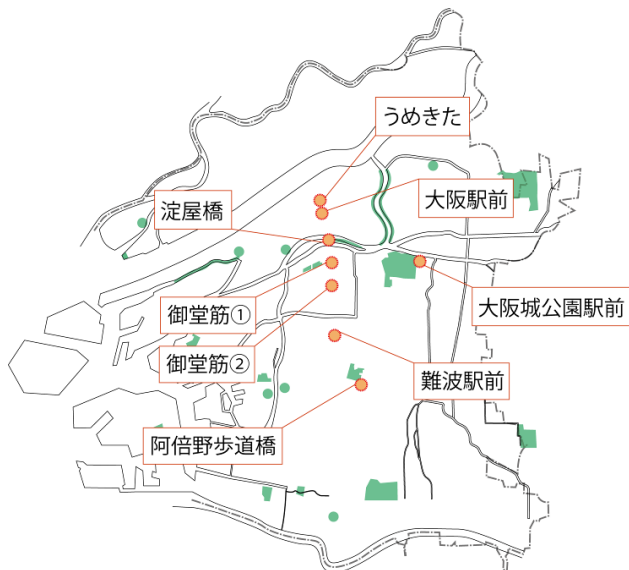 うめきた
大阪駅前
淀屋橋
大阪城公園駅前
御堂筋①
御堂筋②
難波駅前
阿倍野歩道橋